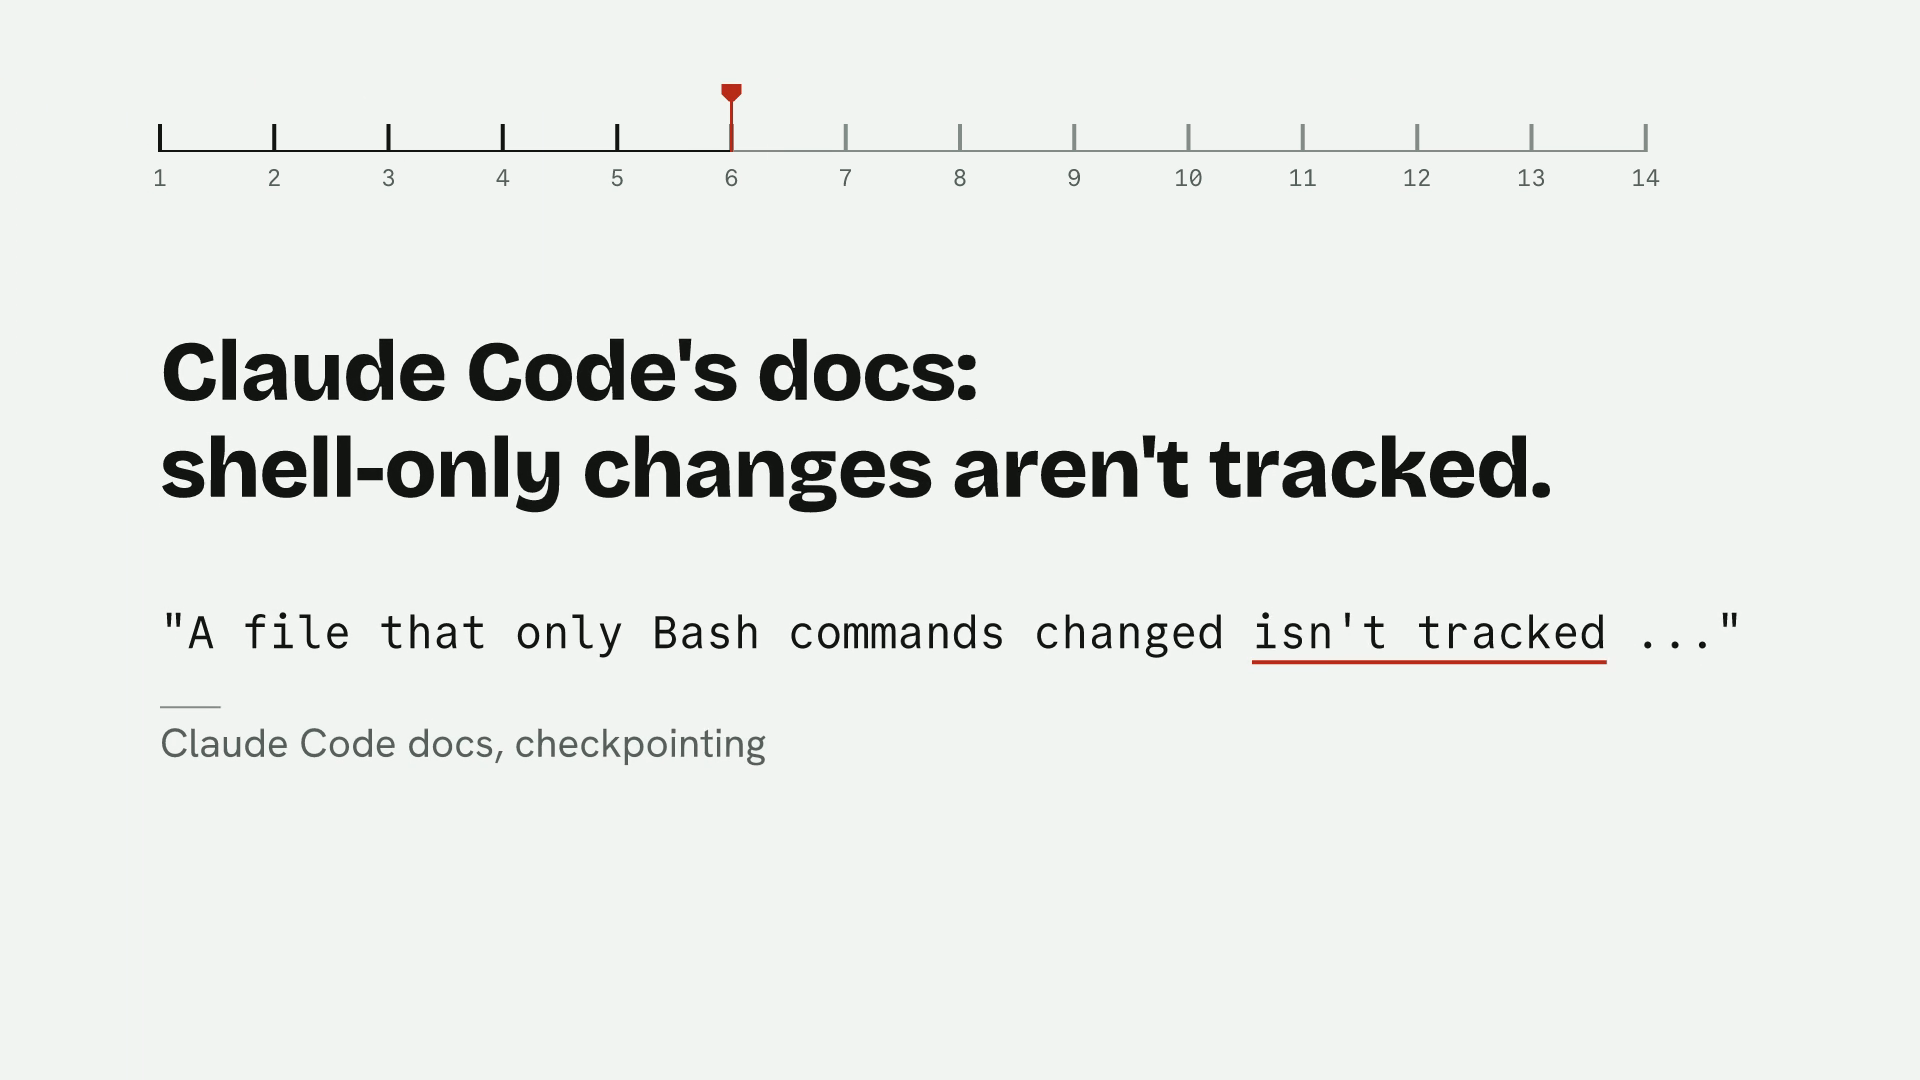 1 2 3 4 5 6 7 8 9 10 11 12 13 14
Claude Code's docs:
shell-only changes aren't tracked.
"A file that only Bash commands changed isn't tracked ..."
Claude Code docs, checkpointing